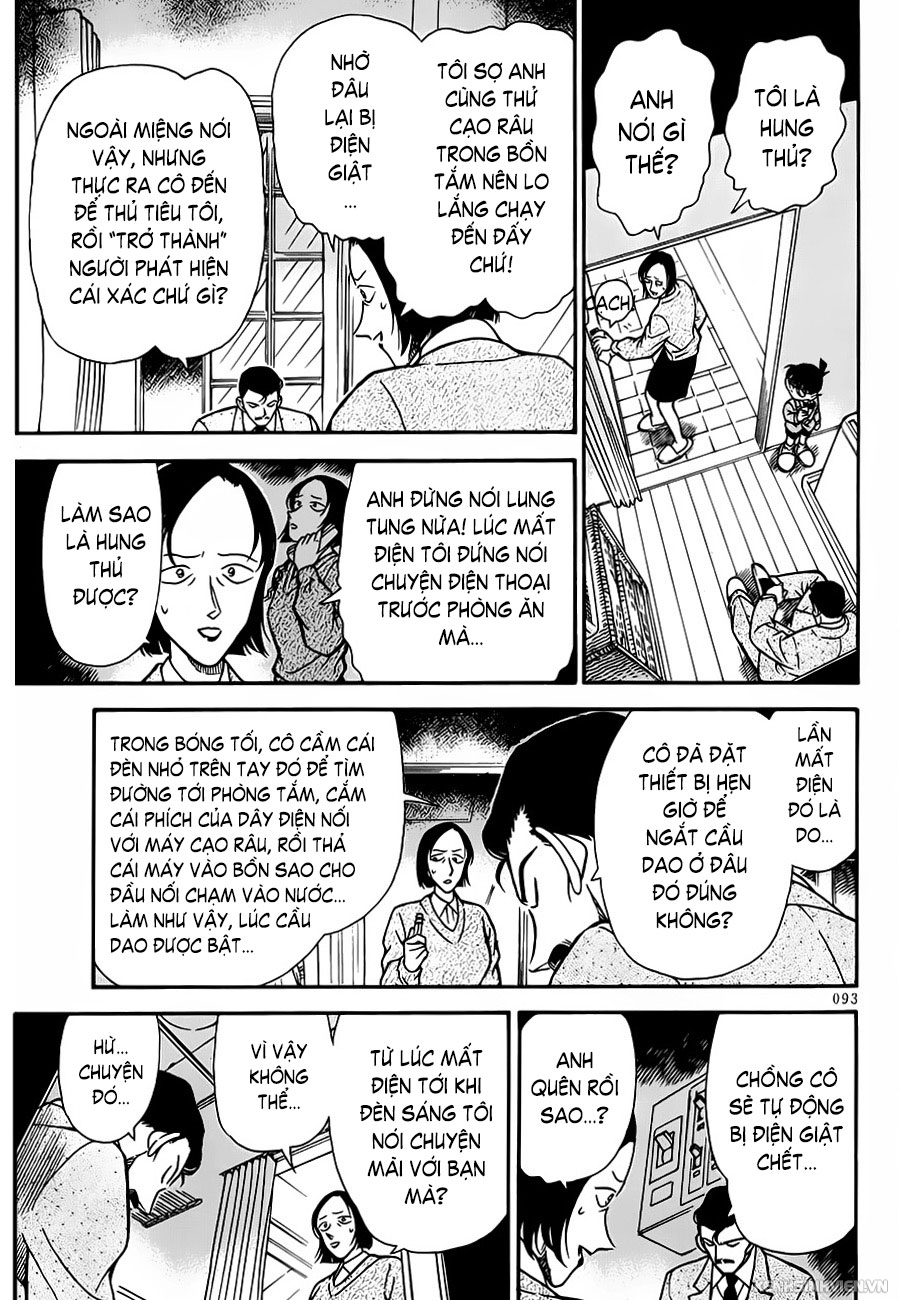 TÔI LÀ
HUNG
THỦ?
ANH
NÓI GÌ
THẾ?
CẠCH
TÔI SỢ ANH
CŨNG THỬ
CẠO RÂU
TRONG BỒN
TẮM NÊN LO
LẮNG CHẠY
ĐẾN ĐẤY
CHỨ!
NHỠ
ĐÂU
LẠI BỊ
ĐIỆN
GIẬT
...
NGOÀI MIỆNG NÓI
VẬY, NHƯNG
THỰC RA CÔ ĐẾN
ĐỂ THỦ TIÊU TÔI,
RỒI “TRỞ THÀNH”
NGƯỜI PHÁT HIỆN
CÁI XÁC CHỨ GÌ?
ANH ĐỪNG NÓI LUNG
TUNG NỮA! LÚC MẤT
ĐIỆN TÔI ĐỨNG NÓI
CHUYỆN ĐIỆN THOẠI
TRƯỚC PHÒNG ĂN
MÀ...
LÀM SAO
LÀ HUNG
THỦ
ĐƯỢC?
LẦN
MẤT
ĐIỆN
ĐÓ LÀ
DO...
CÔ ĐÃ ĐẶT
THIẾT BỊ HẸN
GIỜ ĐỂ
NGẮT CẦU
DAO Ở ĐÂU
ĐÓ ĐÚNG
KHÔNG?
TRONG BÓNG TỐI, CÔ CẦM CÁI
ĐÈN NHỎ TRÊN TAY ĐÓ ĐỂ TÌM
ĐƯỜNG TỚI PHÒNG TẮM, CẮM
CÁI PHÍCH CỦA DÂY ĐIỆN NỐI
VỚI MÁY CẠO RÂU, RỒI THẢ
CÁI MÁY VÀO BỒN SAO CHO
ĐẦU NỐI CHẠM VÀO NƯỚC...
LÀM NHƯ VẬY, LÚC CẦU
DAO ĐƯỢC BẬT...
093
CHỒNG CÔ
SẼ TỰ ĐỘNG
BỊ ĐIỆN GIẬT
CHẾT...
ANH
QUÊN RỒI
SAO...?
TỪ LÚC MẤT
ĐIỆN TỚI KHI
ĐÈN SÁNG TÔI
NÓI CHUYỆN
MÃI VỚI BẠN
MÀ?
VÌ VẬY
KHÔNG
THỂ...
HỪ...
CHUYỆN
ĐÓ...